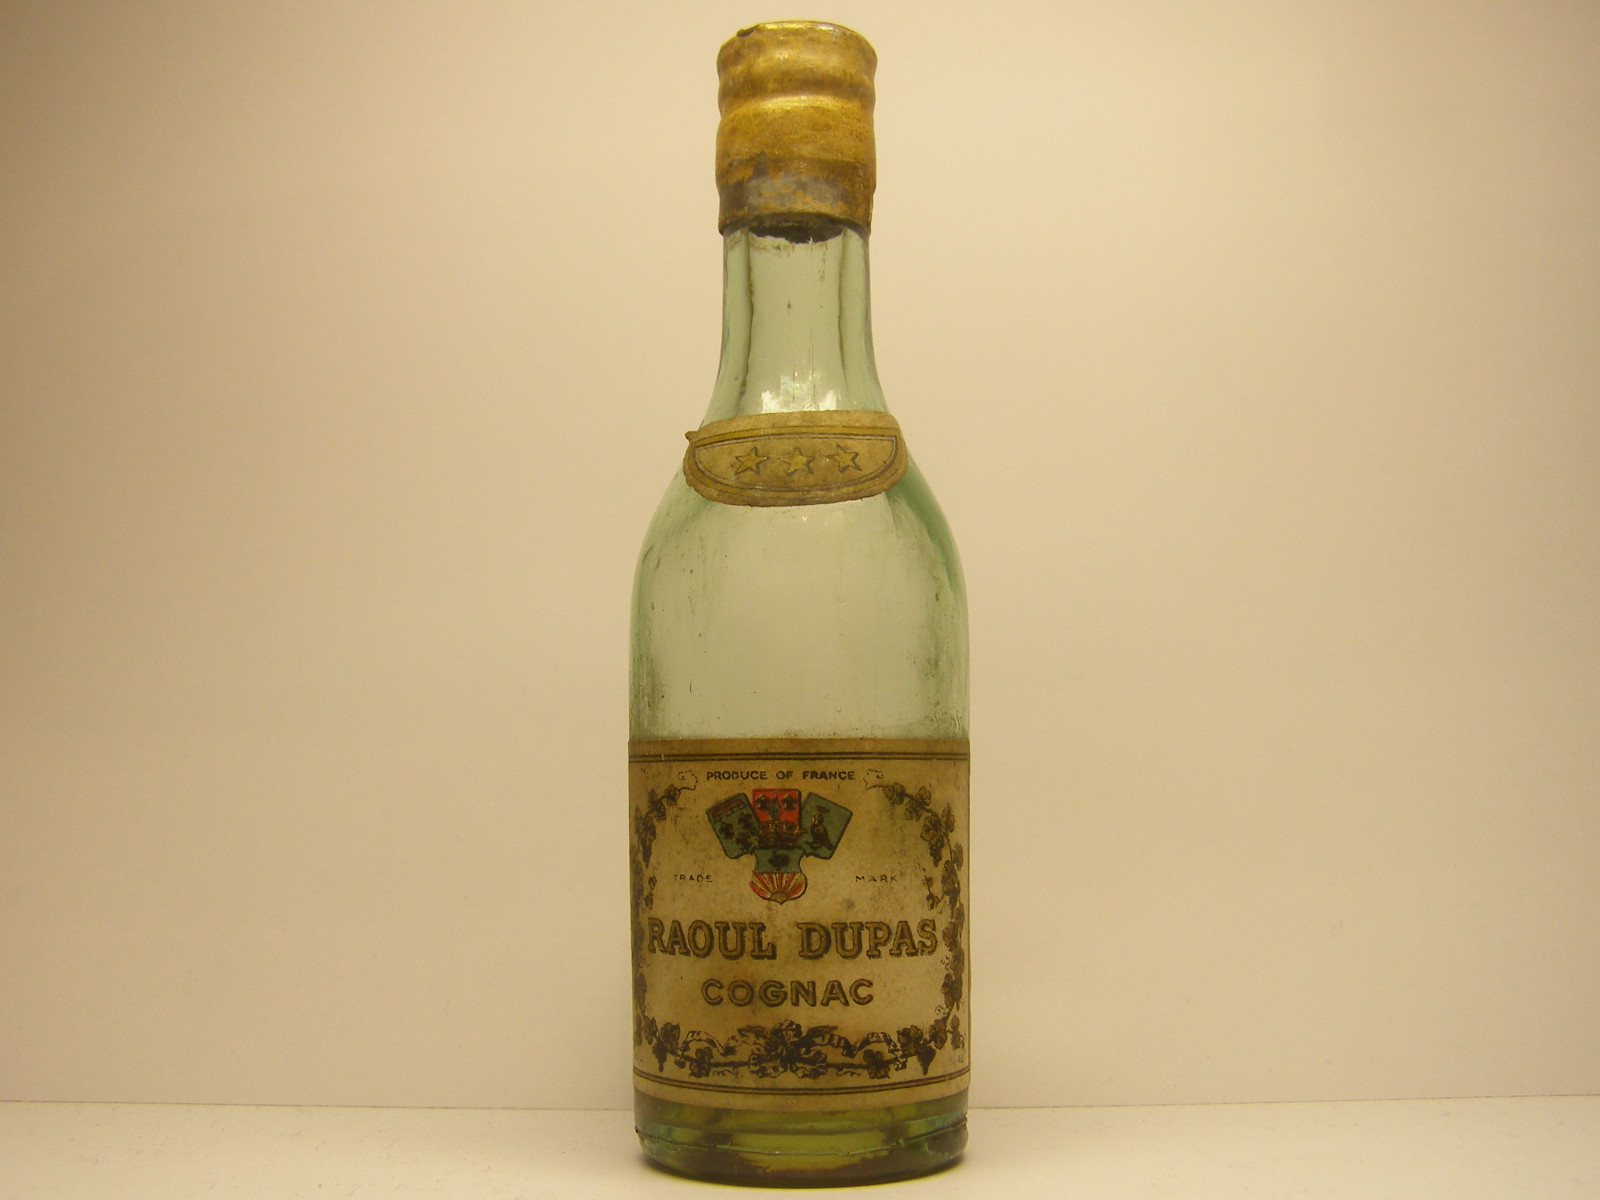 PRODUCE OF FRANCE
TRADE MARK
RAOUL DUPAS
COGNAC